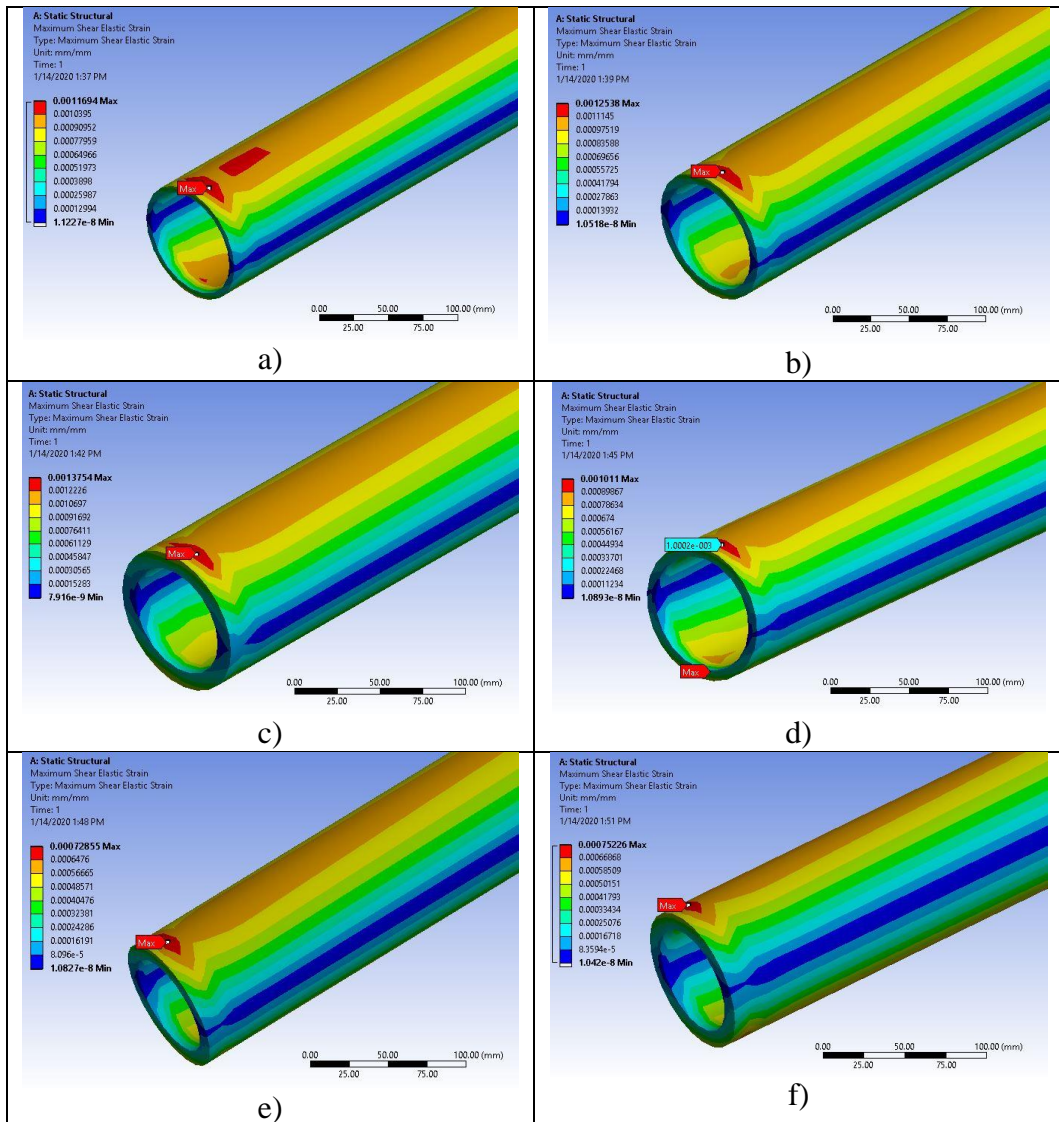 A: Static Structural
Maximum Shear Elastic Strain
Type: Maximum Shear Elastic Strain
Unit: mm/mm
Time: 1
1/14/2020 1:37 PM
0.0011694 Max
0.0010395
0.00090952
0.00077959
0.00064966
0.00051973
0.0003898
0.00025987
0.00012994
1.1227e-8 Min
Max
0.00 50.00 100.00 (mm)
25.00 75.00
a)
A: Static Structural
Maximum Shear Elastic Strain
Type: Maximum Shear Elastic Strain
Unit: mm/mm
Time: 1
1/14/2020 1:39 PM
0.0012538 Max
0.0011145
0.00097519
0.00083588
0.00069656
0.00055725
0.00041794
0.00027863
0.00013932
1.0518e-8 Min
Max
0.00 50.00 100.00 (mm)
25.00 75.00
b)
A: Static Structural
Maximum Shear Elastic Strain
Type: Maximum Shear Elastic Strain
Unit: mm/mm
Time: 1
1/14/2020 1:42 PM
0.0013754 Max
0.0012226
0.0010697
0.00091692
0.00076411
0.00061129
0.00045847
0.00030565
0.00015283
7.916e-9 Min
Max
0.00 50.00 100.00 (mm)
25.00 75.00
c)
A: Static Structural
Maximum Shear Elastic Strain
Type: Maximum Shear Elastic Strain
Unit: mm/mm
Time: 1
1/14/2020 1:45 PM
0.001011 Max
0.00089867
0.00078634
0.000674
0.00056167
0.00044934
0.00033701
0.00022468
0.00011234
1.0893e-8 Min
1.0002e-003
Max
0.00 50.00 100.00 (mm)
25.00 75.00
d)
A: Static Structural
Maximum Shear Elastic Strain
Type: Maximum Shear Elastic Strain
Unit: mm/mm
Time: 1
1/14/2020 1:48 PM
0.00072855 Max
0.0006476
0.00056665
0.00048571
0.00040476
0.00032381
0.00024286
0.00016191
8.096e-5
1.0827e-8 Min
Max
0.00 50.00 100.00 (mm)
25.00 75.00
e)
A: Static Structural
Maximum Shear Elastic Strain
Type: Maximum Shear Elastic Strain
Unit: mm/mm
Time: 1
1/14/2020 1:51 PM
0.00075226 Max
0.00066868
0.00058509
0.00050151
0.00041793
0.00033434
0.00025076
0.00016718
8.3594e-5
1.042e-8 Min
Max
0.00 50.00 100.00 (mm)
25.00 75.00
f)